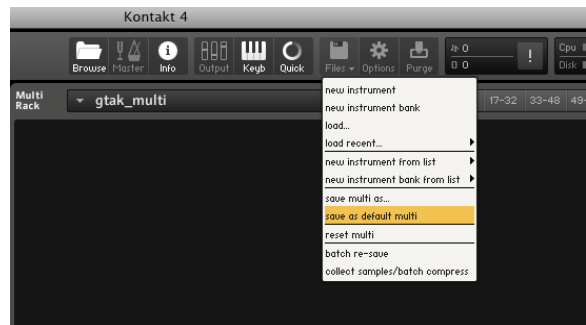 Kontakt 4
Browse Master Info Output Keyb Quick Files Options Purge
0
0
!
Cpu
Disk
Multi
Rack
gtak_multi
17-32 33-48 49-
new instrument
new instrument bank
load...
load recent...
new instrument from list
new instrument bank from list
save multi as...
save as default multi
reset multi
batch re-save
collect samples/batch compress